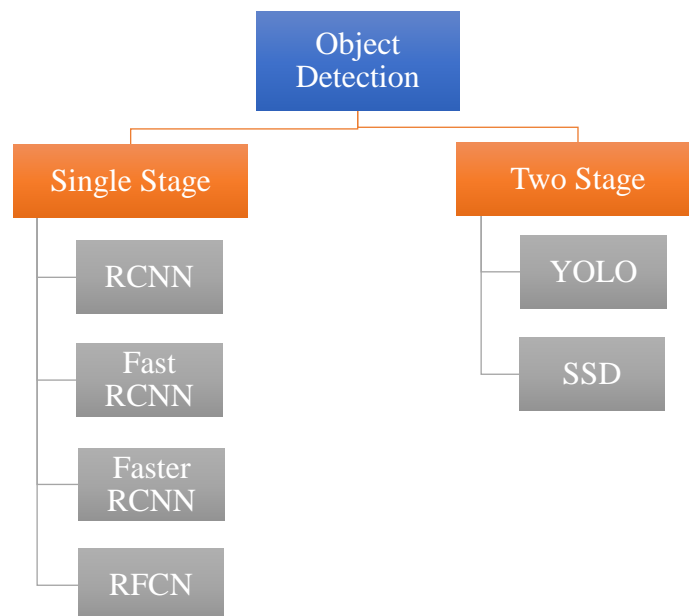 Object
Detection
Single Stage
Two Stage
RCNN
Fast
RCNN
Faster
RCNN
RFCN
YOLO
SSD